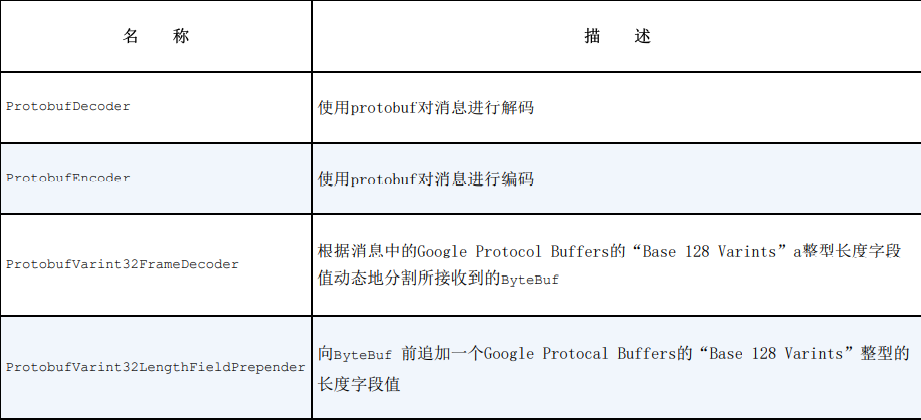 名 称
描 述
ProtobufDecoder
使用protobuf对消息进行解码
ProtobufEncoder
使用protobuf对消息进行编码
ProtobufVarint32FrameDecoder
根据消息中的Google Protocol Buffers的“Base 128 Varints”a整型长度字段
值动态地分割所接收到的ByteBuf
ProtobufVarint32LengthFieldPrepender
向ByteBuf 前追加一个Google Protocal Buffers的“Base 128 Varints”整型的
长度字段值